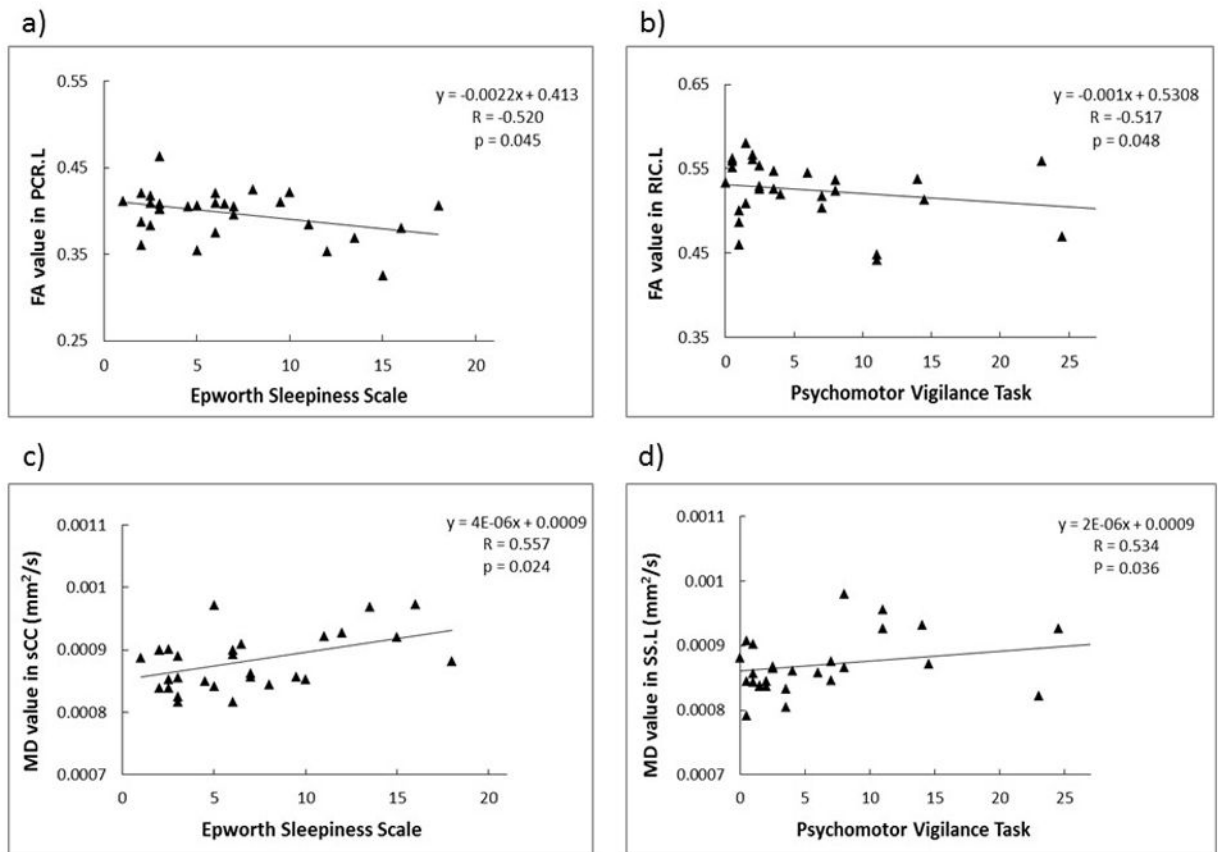 a)
0.55
0.45
0.35
0.25
FA value in PCR.L
y = -0.0022x + 0.413
R = -0.520
p = 0.045
0 5 10 15 20
Epworth Sleepiness Scale
b)
0.65
0.55
0.45
0.35
FA value in RIC.L
y = -0.001x + 0.5308
R = -0.517
p = 0.048
0 5 10 15 20 25
Psychomotor Vigilance Task
c)
0.0011
0.001
0.0009
0.0008
0.0007
MD value in sCC (mm²/s)
y = 4E-06x + 0.0009
R = 0.557
p = 0.024
0 5 10 15 20
Epworth Sleepiness Scale
d)
0.0011
0.001
0.0009
0.0008
0.0007
MD value in SS.L (mm²/s)
y = 2E-06x + 0.0009
R = 0.534
P = 0.036
0 5 10 15 20 25
Psychomotor Vigilance Task